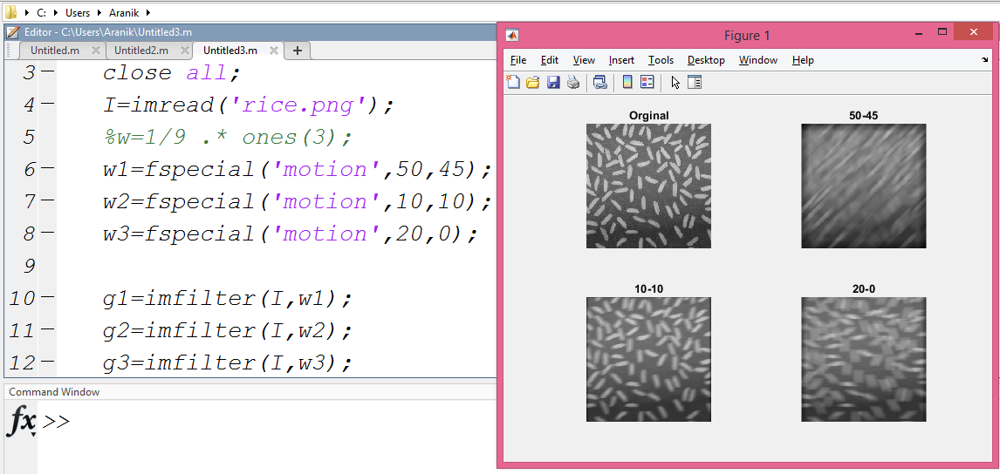 C: Users Aranik
Editor - C:\Users\Aranik\Untitled3.m
Untitled.m Untitled2.m Untitled3.m
3 close all;
4 I=imread('rice.png');
5 %w=1/9 .* ones(3);
6 w1=fspecial('motion',50,45);
7 w2=fspecial('motion',10,10);
8 w3=fspecial('motion',20,0);
9
10 g1=imfilter(I,w1);
11 g2=imfilter(I,w2);
12 g3=imfilter(I,w3);
Command Window
fx >>
Figure 1
File Edit View Insert Tools Desktop Window Help
Orginal 50-45
10-10 20-0